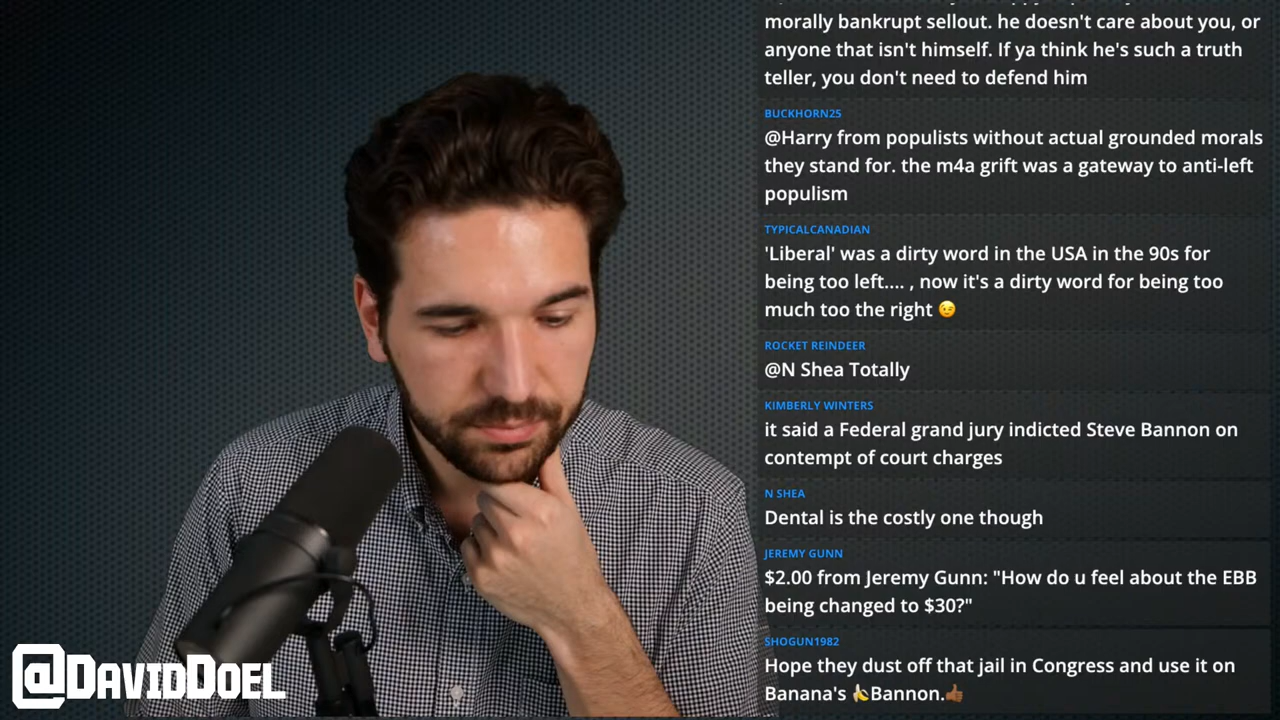 morally bankrupt sellout. he doesn't care about you, or
anyone that isn't himself. If ya think he's such a truth
teller, you don't need to defend him
BUCKHORN25
@Harry from populists without actual grounded morals
they stand for. the m4a grift was a gateway to anti-left
populism
TYPICALCANADIAN
'Liberal' was a dirty word in the USA in the 90s for
being too left.... , now it's a dirty word for being too
much too the right 😉
ROCKET REINDEER
@N Shea Totally
KIMBERLY WINTERS
it said a Federal grand jury indicted Steve Bannon on
contempt of court charges
N SHEA
Dental is the costly one though
JEREMY GUNN
$2.00 from Jeremy Gunn: "How do u feel about the EBB
being changed to $30?"
SHOGUN1982
Hope they dust off that jail in Congress and use it on
Banana's 🍌Bannon.👍🏾
@DAVIDDOEL